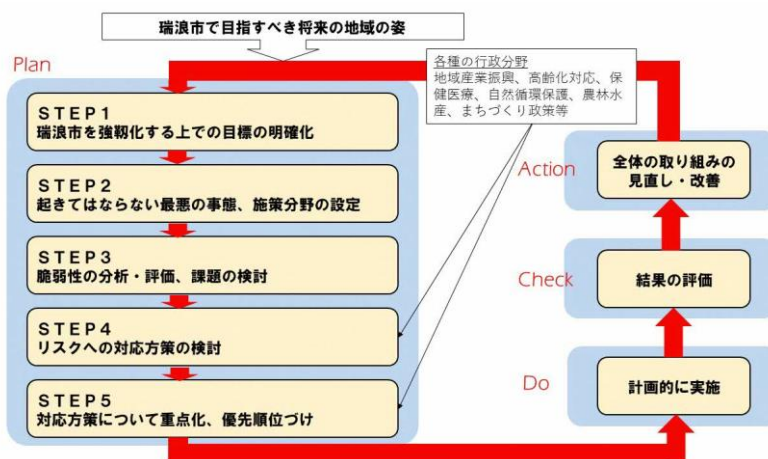 瑞浪市で目指すべき将来の地域の姿
Plan
各種の行政分野
地域産業振興、高齢化対応、保
健医療、自然循環保護、農林水
産、まちづくり政策等
STEP1
瑞浪市を強靱化する上での目標の明確化
STEP2
起きてはならない最悪の事態、施策分野の設定
STEP3
脆弱性の分析・評価、課題の検討
STEP4
リスクへの対応方策の検討
STEP5
対応方策について重点化、優先順位づけ
Action
全体の取り組みの
見直し・改善
Check
結果の評価
Do
計画的に実施